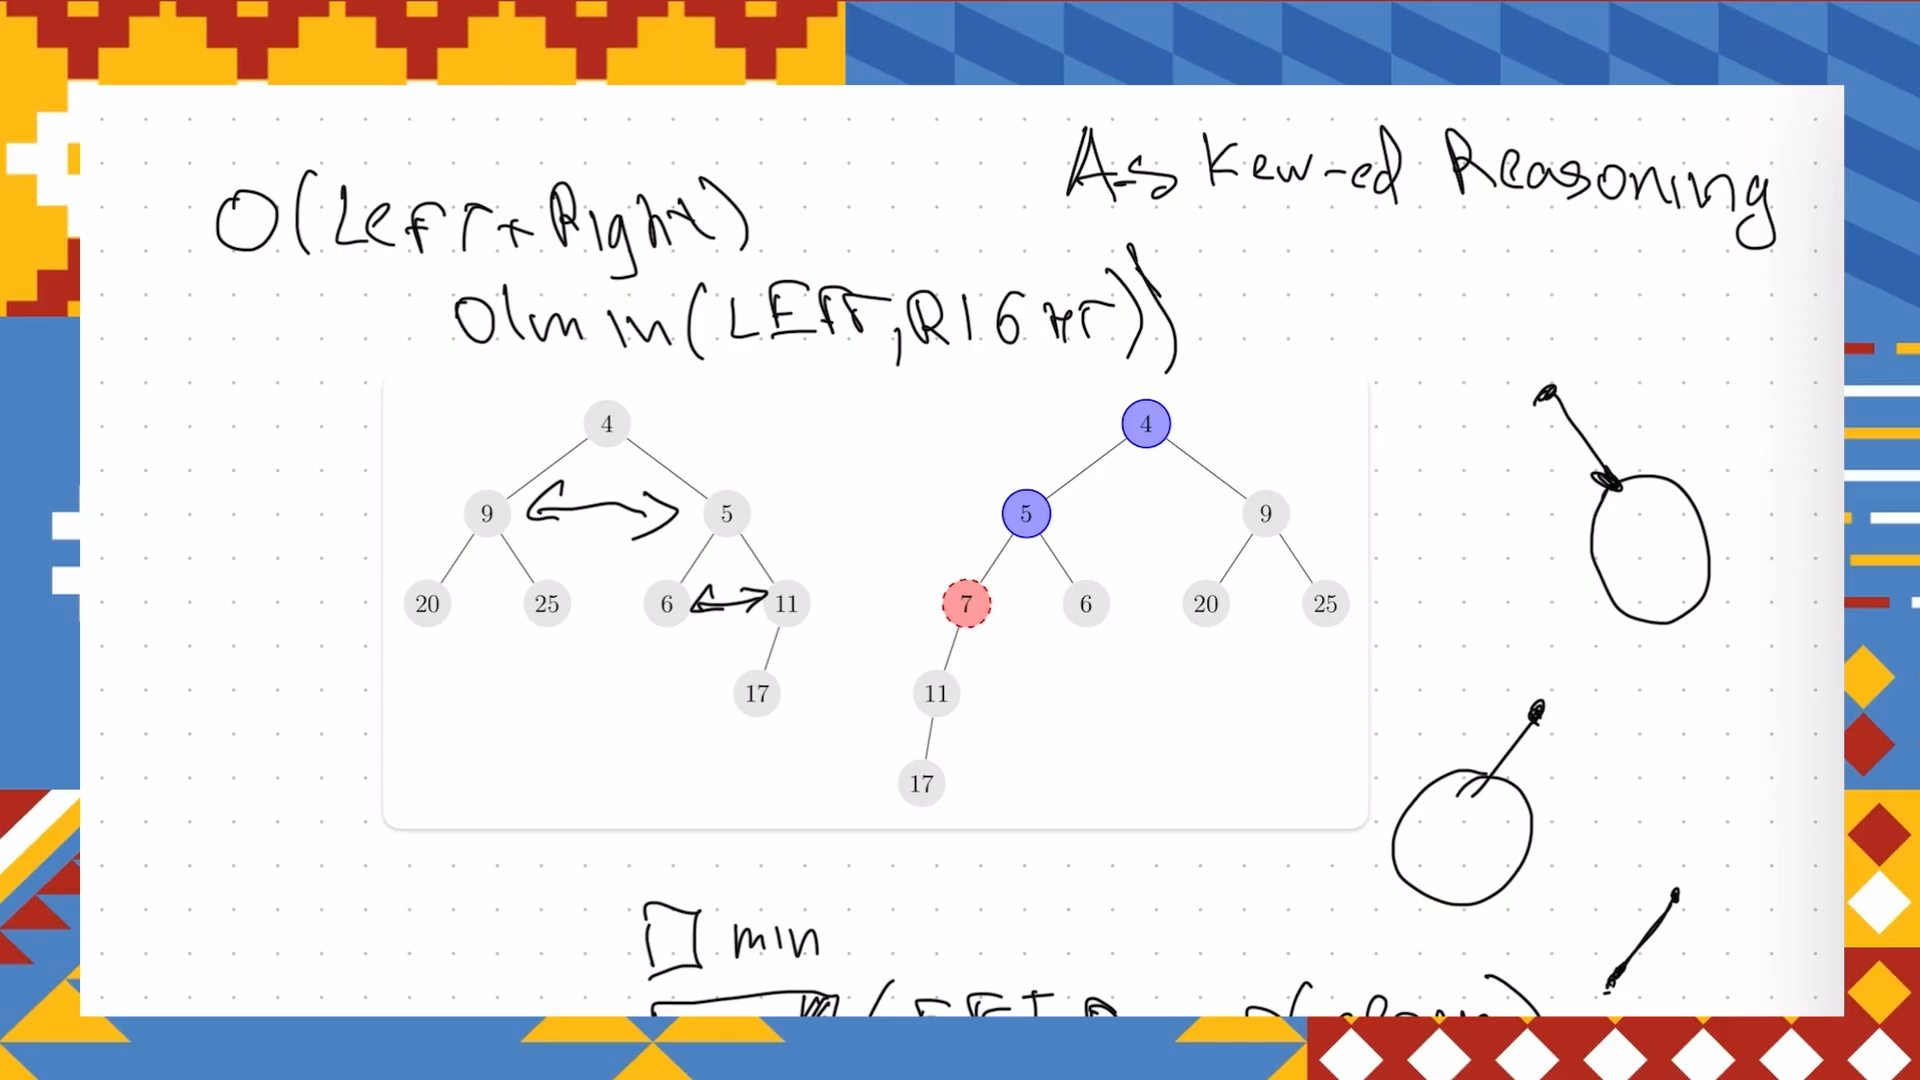 A-s Kew-ed Reasoning
O(Left+Right)
O(min(LEFT,RIGHT))
4
9 5
20 25 6 11
17
4
5 9
7 6 20 25
11
17
min